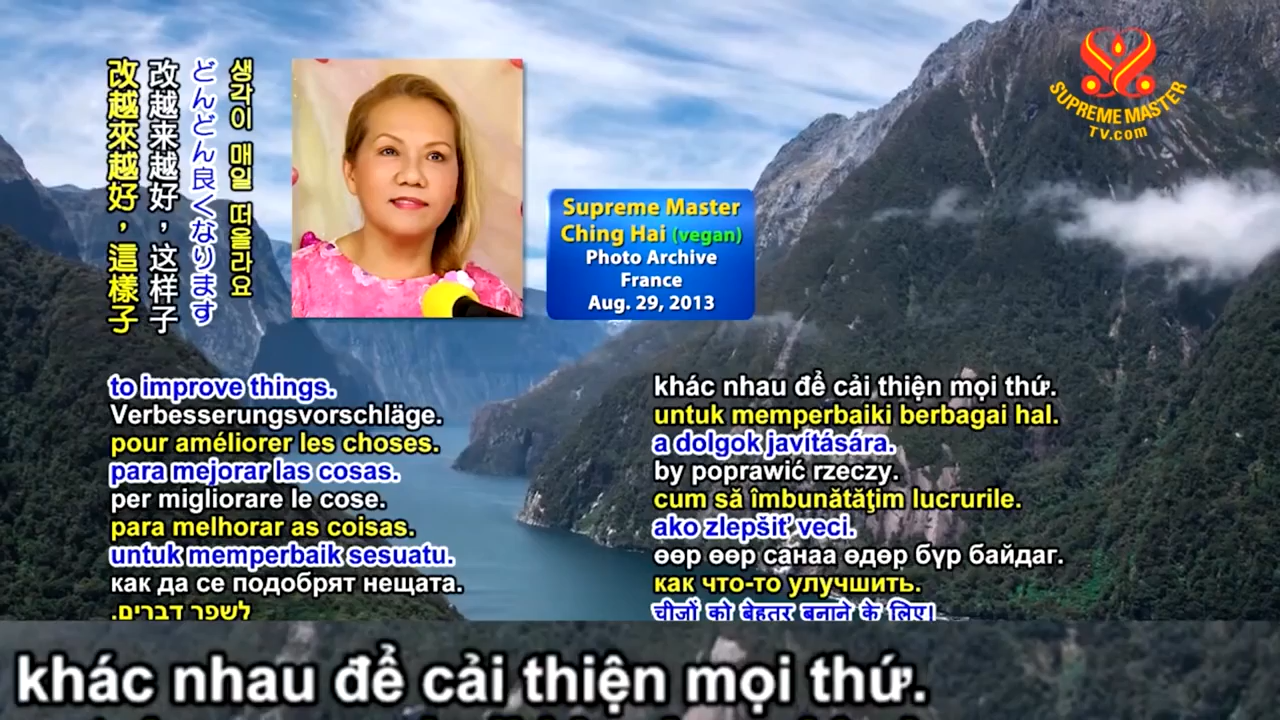 생각이 매일 떠올라요
どんどん良くなります
改越来越好，这样子
改越來越好，這樣子
SUPREME MASTER
TV.com
Supreme Master
Ching Hai (vegan)
Photo Archive
France
Aug. 29, 2013
to improve things.
Verbesserungsvorschläge.
pour améliorer les choses.
para mejorar las cosas.
per migliorare le cose.
para melhorar as coisas.
untuk memperbaik sesuatu.
как да се подобрят нещата.
לשפר דברים.
khác nhau để cải thiện mọi thứ.
untuk memperbaiki berbagai hal.
a dolgok javítására.
by poprawić rzeczy.
cum să îmbunătăţim lucrurile.
ako zlepšiť veci.
өөр өөр санаа өдөр бүр байдаг.
как что-то улучшить.
चीजों को बेहतर बनाने के लिए।
khác nhau để cải thiện mọi thứ.